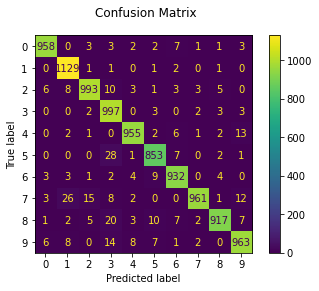 Confusion Matrix
0 958 0 3 3 2 2 7 1 1 3
1 0 1129 1 1 0 1 2 0 1 0
2 6 8 993 10 3 1 3 3 5 0
3 0 0 2 997 0 3 0 2 3 3
4 0 2 1 0 955 2 6 1 2 13
5 0 0 0 28 1 853 7 0 2 1
6 3 3 1 2 4 9 932 0 4 0
7 3 26 15 8 2 0 0 961 1 12
8 1 2 5 20 3 10 7 2 917 7
9 6 8 0 14 8 7 1 2 0 963
0 1 2 3 4 5 6 7 8 9
Predicted label
True label
1000
800
600
400
200
0